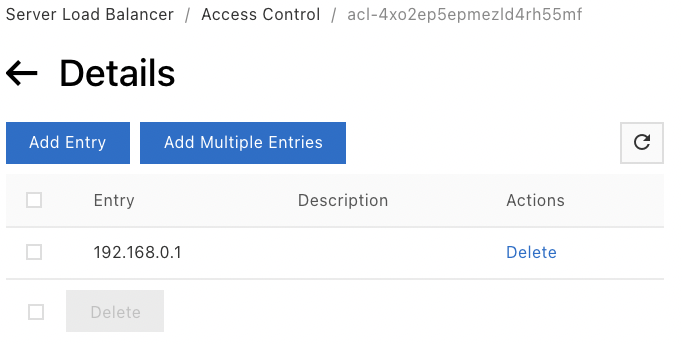 Server Load Balancer / Access Control / acl-4xo2ep5epmezld4rh55mf
← Details
Add Entry Add Multiple Entries
Entry Description Actions
192.168.0.1 Delete
Delete